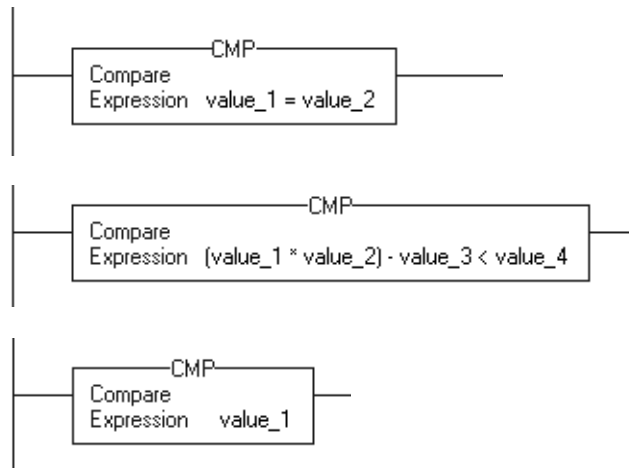 CMP
Compare
Expression value_1 = value_2
CMP
Compare
Expression (value_1 * value_2) - value_3 < value_4
CMP
Compare
Expression value_1